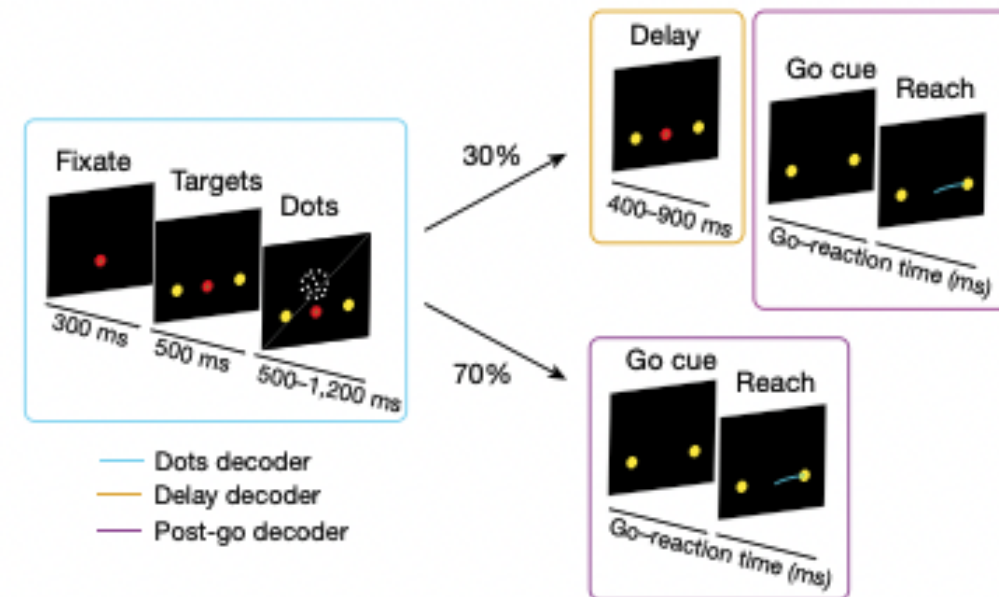 Fixate
Targets
Dots
300 ms
500 ms
500–1,200 ms
30%
70%
Delay
400–900 ms
Go cue
Reach
Go–reaction time (ms)
Go cue
Reach
Go–reaction time (ms)
Dots decoder
Delay decoder
Post-go decoder